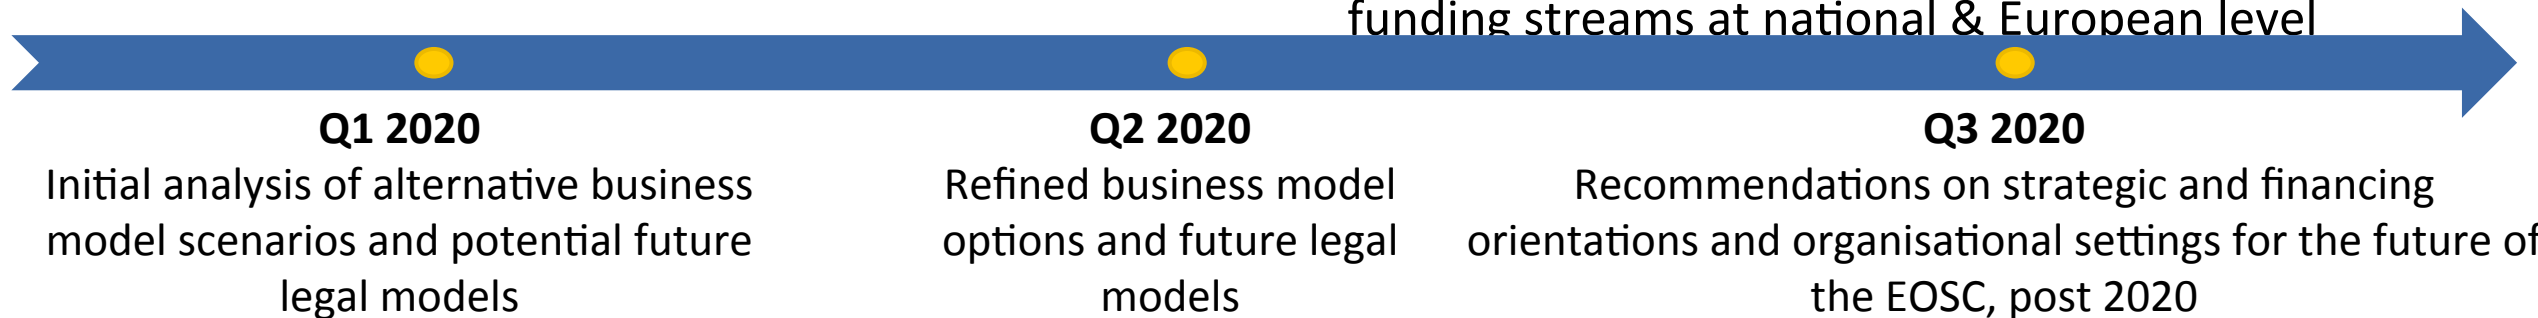 funding streams at national & European level
Q1 2020
Initial analysis of alternative business
model scenarios and potential future
legal models
Q2 2020
Refined business model
options and future legal
models
Q3 2020
Recommendations on strategic and financing
orientations and organisational settings for the future of
the EOSC, post 2020